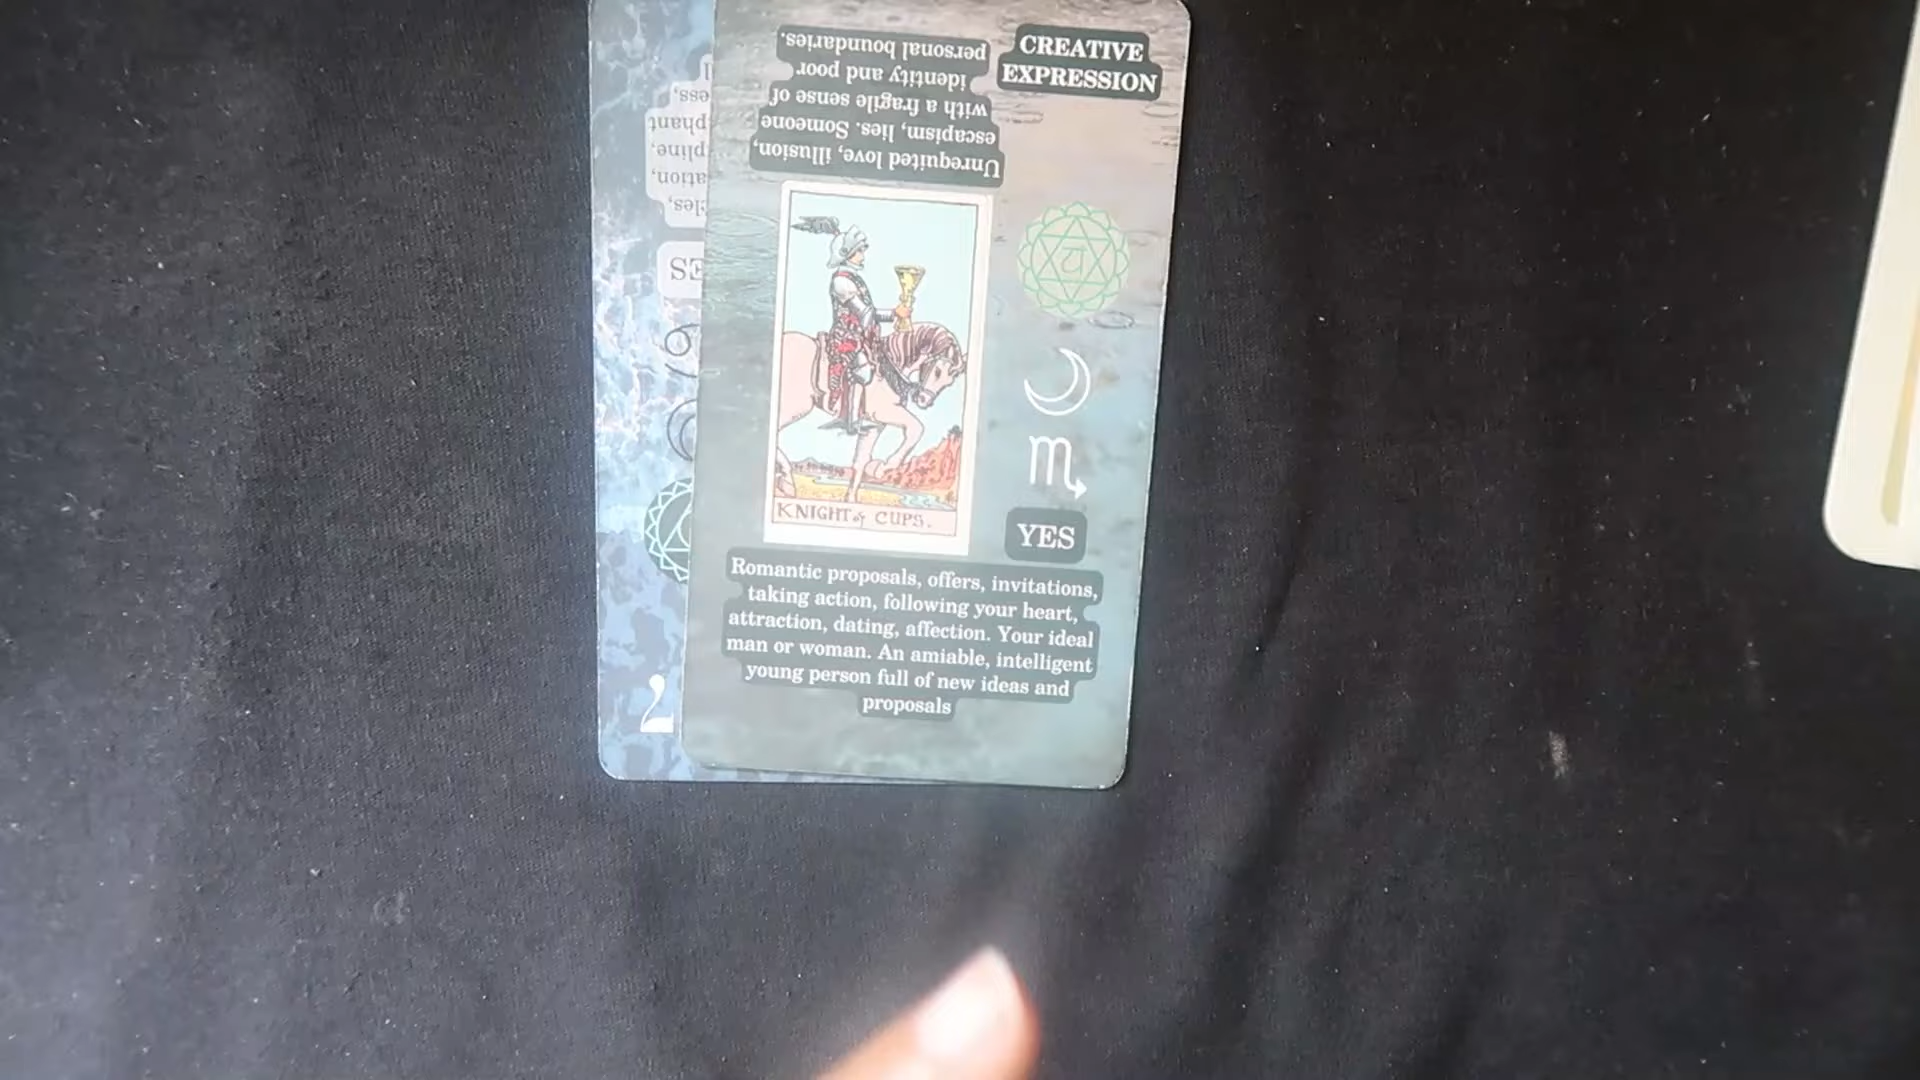 CREATIVE
EXPRESSION
Unrequited love, illusion,
escapism, lies. Someone
with a fragile sense of
identity and poor
personal boundaries.
KNIGHT of CUPS.
YES
Romantic proposals, offers, invitations,
taking action, following your heart,
attraction, dating, affection. Your ideal
man or woman. An amiable, intelligent
young person full of new ideas and
proposals